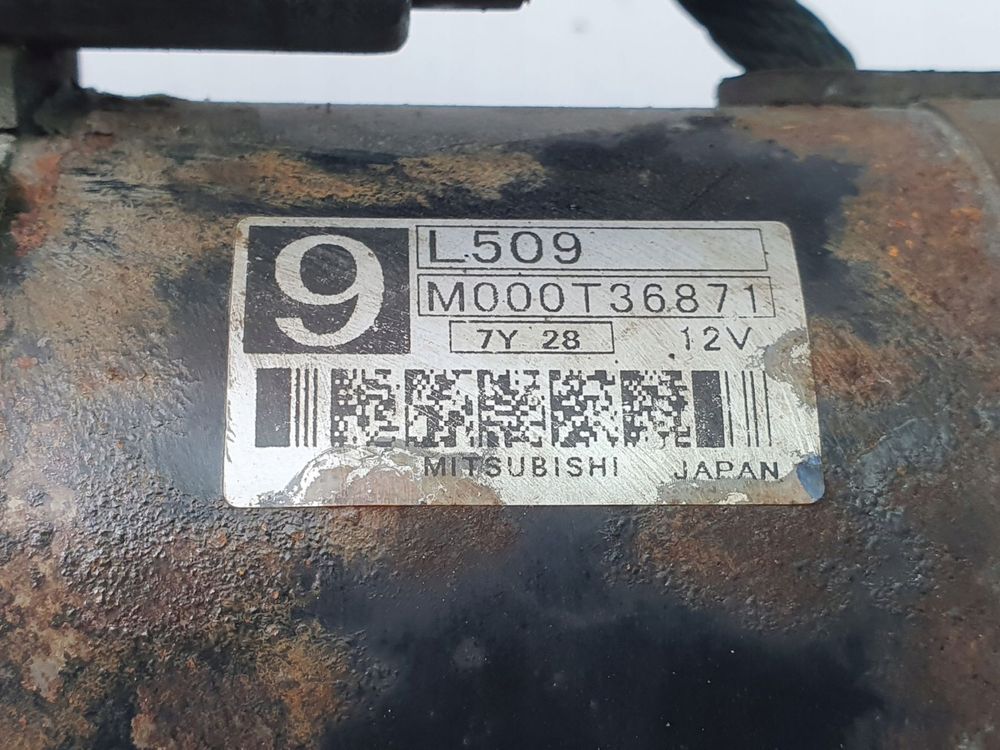 9
L509
M000T36871
7Y 28 12V
MITSUBISHI JAPAN